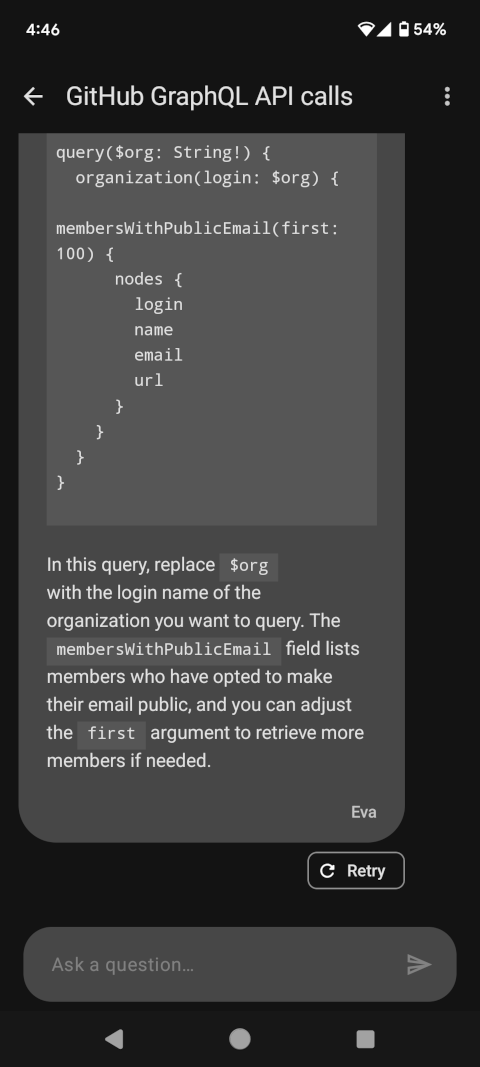 4:46
54%
GitHub GraphQL API calls
query($org: String!) {
organization(login: $org) {
membersWithPublicEmail(first:
100) {
nodes {
login
name
email
url
}
}
}
}
In this query, replace $org
with the login name of the
organization you want to query. The
membersWithPublicEmail field lists
members who have opted to make
their email public, and you can adjust
the first argument to retrieve more
members if needed.
Eva
Retry
Ask a question...